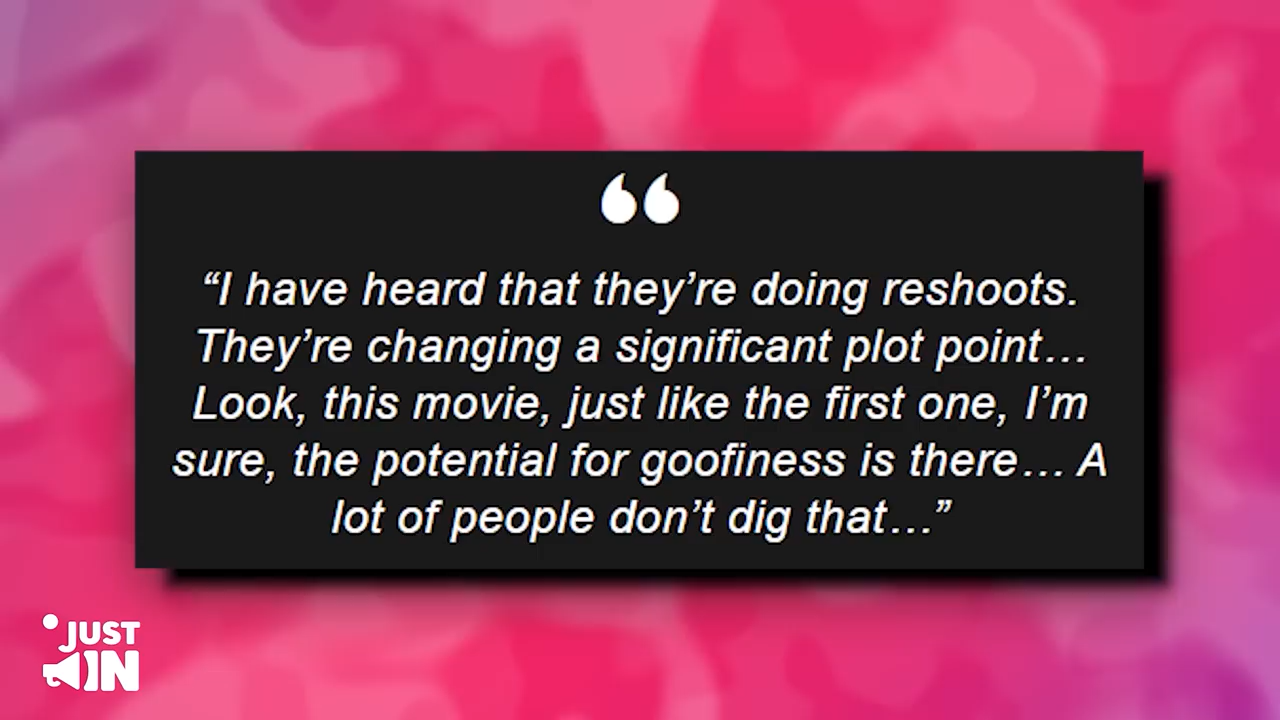 “I have heard that they’re doing reshoots.
They’re changing a significant plot point…
Look, this movie, just like the first one, I’m
sure, the potential for goofiness is there… A
lot of people don’t dig that…”
JUST
IN